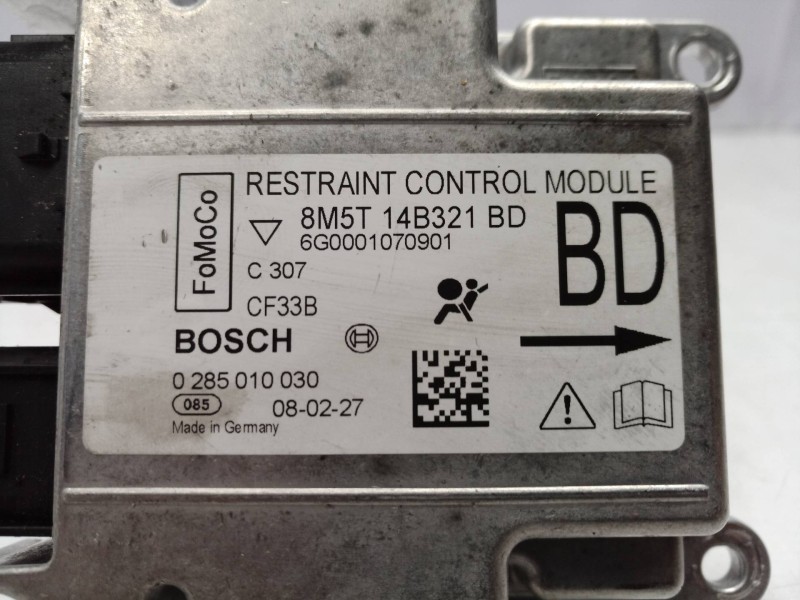 RESTRAINT CONTROL MODULE
FoMoCo
8M5T 14B321 BD
6G0001070901
BD
C 307
CF33B
BOSCH
0 285 010 030
085
08-02-27
Made in Germany